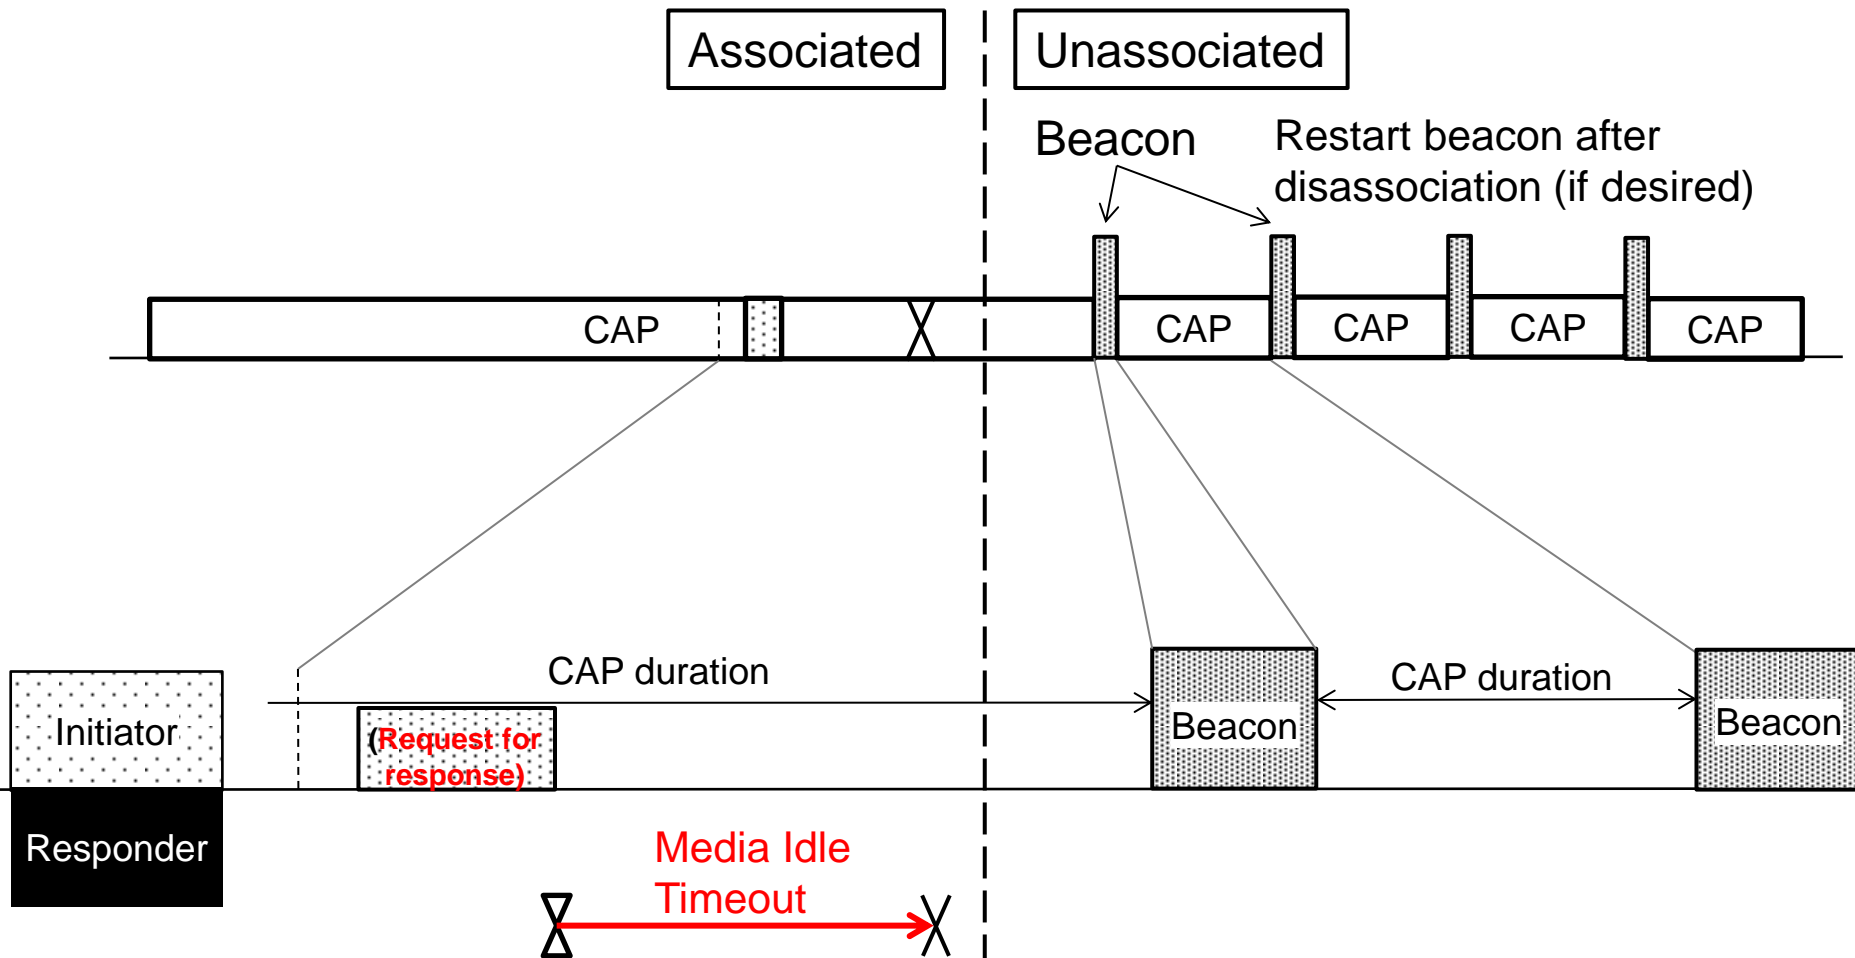 Associated
Unassociated
Beacon
Restart beacon after
disassociation (if desired)
CAP
CAP
CAP
CAP
CAP
CAP duration
CAP duration
Initiator
(Request for
response)
Beacon
Beacon
Responder
Media Idle
Timeout